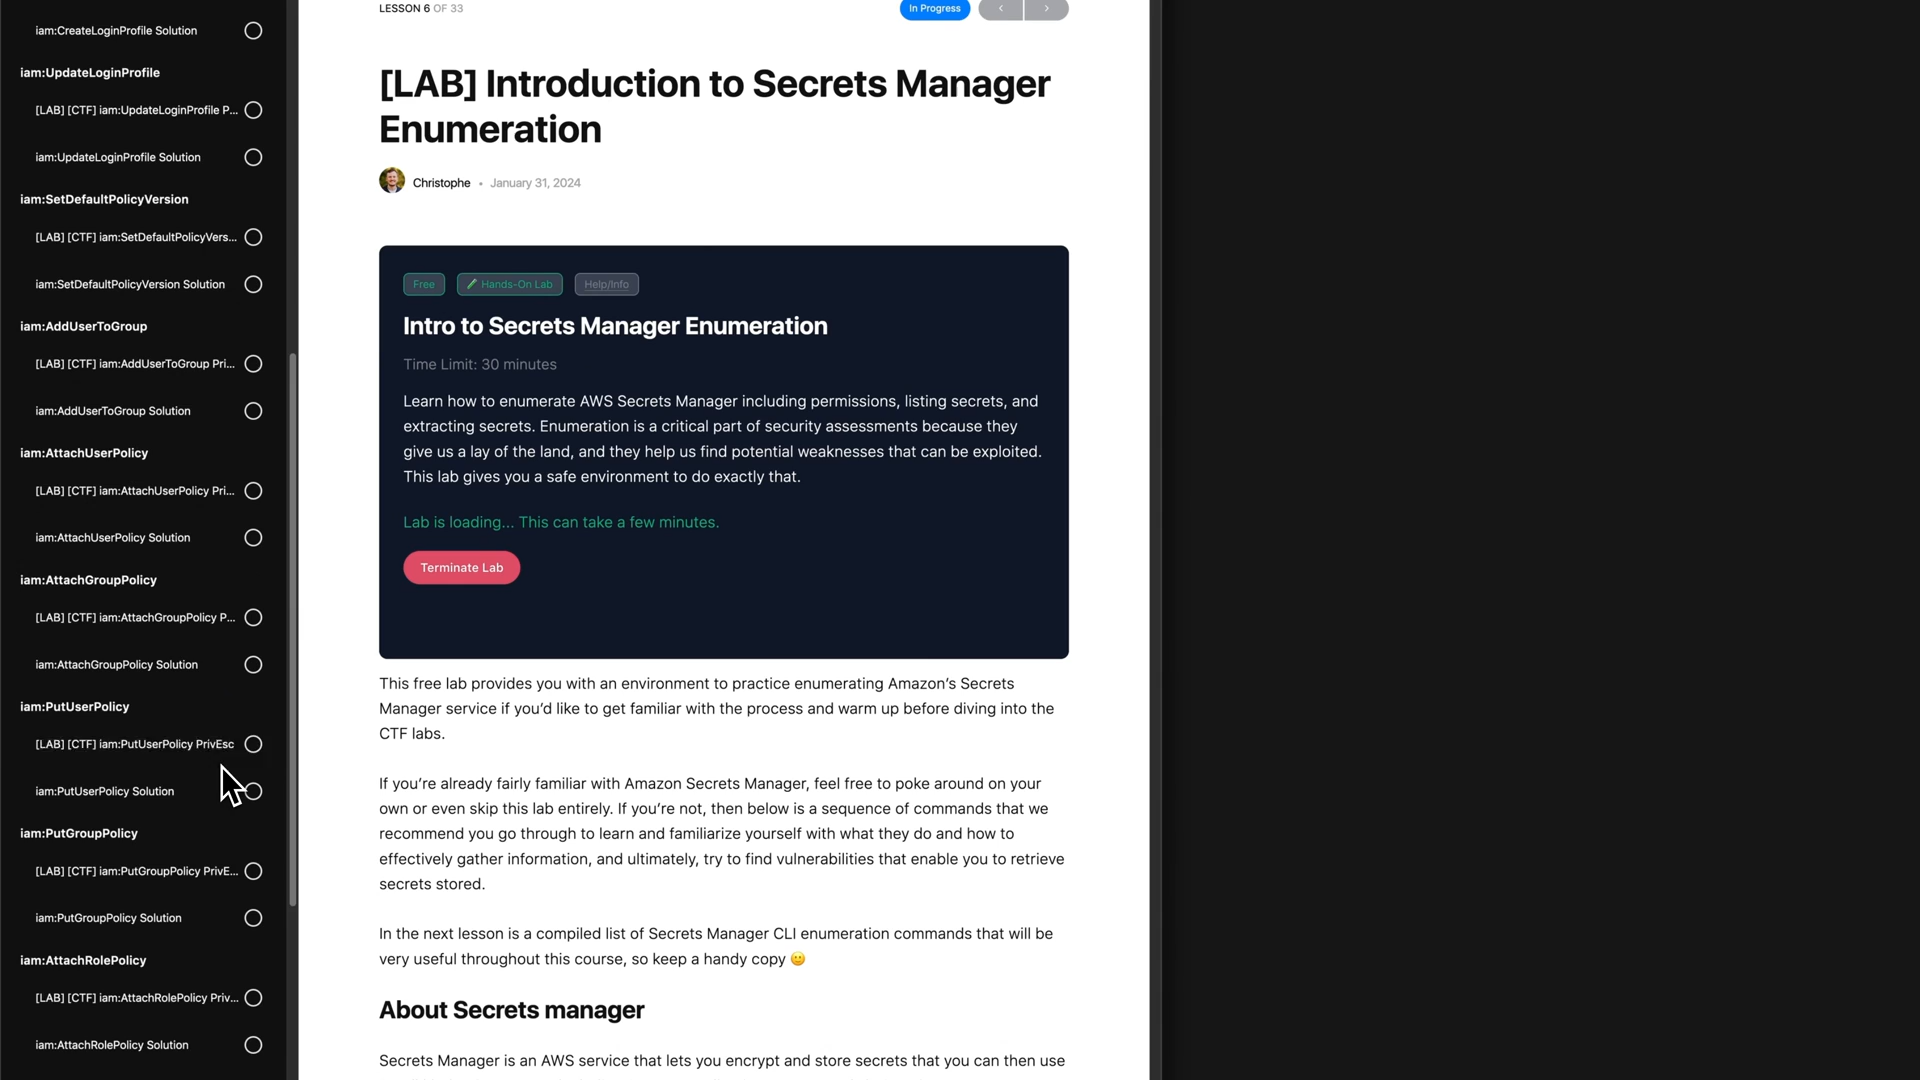 iam:CreateLoginProfile Solution
iam:UpdateLoginProfile
[LAB] [CTF] iam:UpdateLoginProfile P...
iam:UpdateLoginProfile Solution
iam:SetDefaultPolicyVersion
[LAB] [CTF] iam:SetDefaultPolicyVers...
iam:SetDefaultPolicyVersion Solution
iam:AddUserToGroup
[LAB] [CTF] iam:AddUserToGroup Pri...
iam:AddUserToGroup Solution
iam:AttachUserPolicy
[LAB] [CTF] iam:AttachUserPolicy Pri...
iam:AttachUserPolicy Solution
iam:AttachGroupPolicy
[LAB] [CTF] iam:AttachGroupPolicy P...
iam:AttachGroupPolicy Solution
iam:PutUserPolicy
[LAB] [CTF] iam:PutUserPolicy PrivEsc
iam:PutUserPolicy Solution
iam:PutGroupPolicy
[LAB] [CTF] iam:PutGroupPolicy PrivE...
iam:PutGroupPolicy Solution
iam:AttachRolePolicy
[LAB] [CTF] iam:AttachRolePolicy Priv...
iam:AttachRolePolicy Solution
LESSON 6 OF 33
In Progress
[LAB] Introduction to Secrets Manager
Enumeration
Christophe • January 31, 2024
Free
Hands-On Lab
Help/Info
Intro to Secrets Manager Enumeration
Time Limit: 30 minutes
Learn how to enumerate AWS Secrets Manager including permissions, listing secrets, and
extracting secrets. Enumeration is a critical part of security assessments because they
give us a lay of the land, and they help us find potential weaknesses that can be exploited.
This lab gives you a safe environment to do exactly that.
Lab is loading... This can take a few minutes.
Terminate Lab
This free lab provides you with an environment to practice enumerating Amazon's Secrets
Manager service if you'd like to get familiar with the process and warm up before diving into the
CTF labs.
If you're already fairly familiar with Amazon Secrets Manager, feel free to poke around on your
own or even skip this lab entirely. If you're not, then below is a sequence of commands that we
recommend you go through to learn and familiarize yourself with what they do and how to
effectively gather information, and ultimately, try to find vulnerabilities that enable you to retrieve
secrets stored.
In the next lesson is a compiled list of Secrets Manager CLI enumeration commands that will be
very useful throughout this course, so keep a handy copy 🙂
About Secrets manager
Secrets Manager is an AWS service that lets you encrypt and store secrets that you can then use